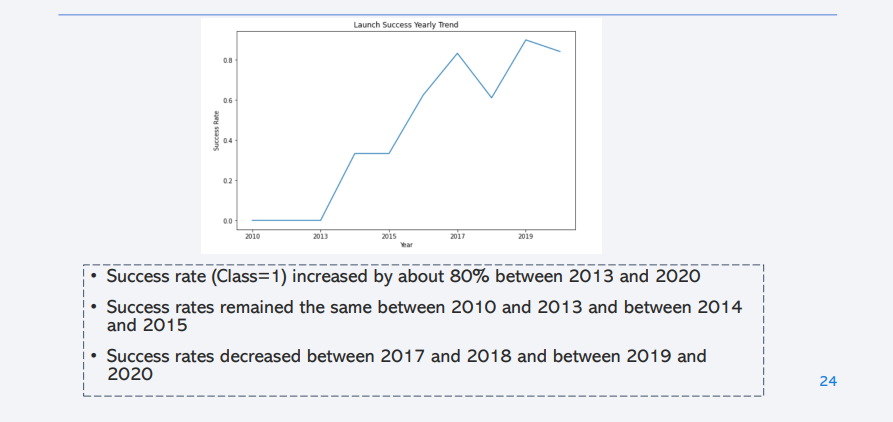 Launch Success Yearly Trend
0.8
0.6
0.4
0.2
0.0
Success Rate
2010 2013 2015 2017 2019
Year
• Success rate (Class=1) increased by about 80% between 2013 and 2020
• Success rates remained the same between 2010 and 2013 and between 2014
and 2015
• Success rates decreased between 2017 and 2018 and between 2019 and
2020
24